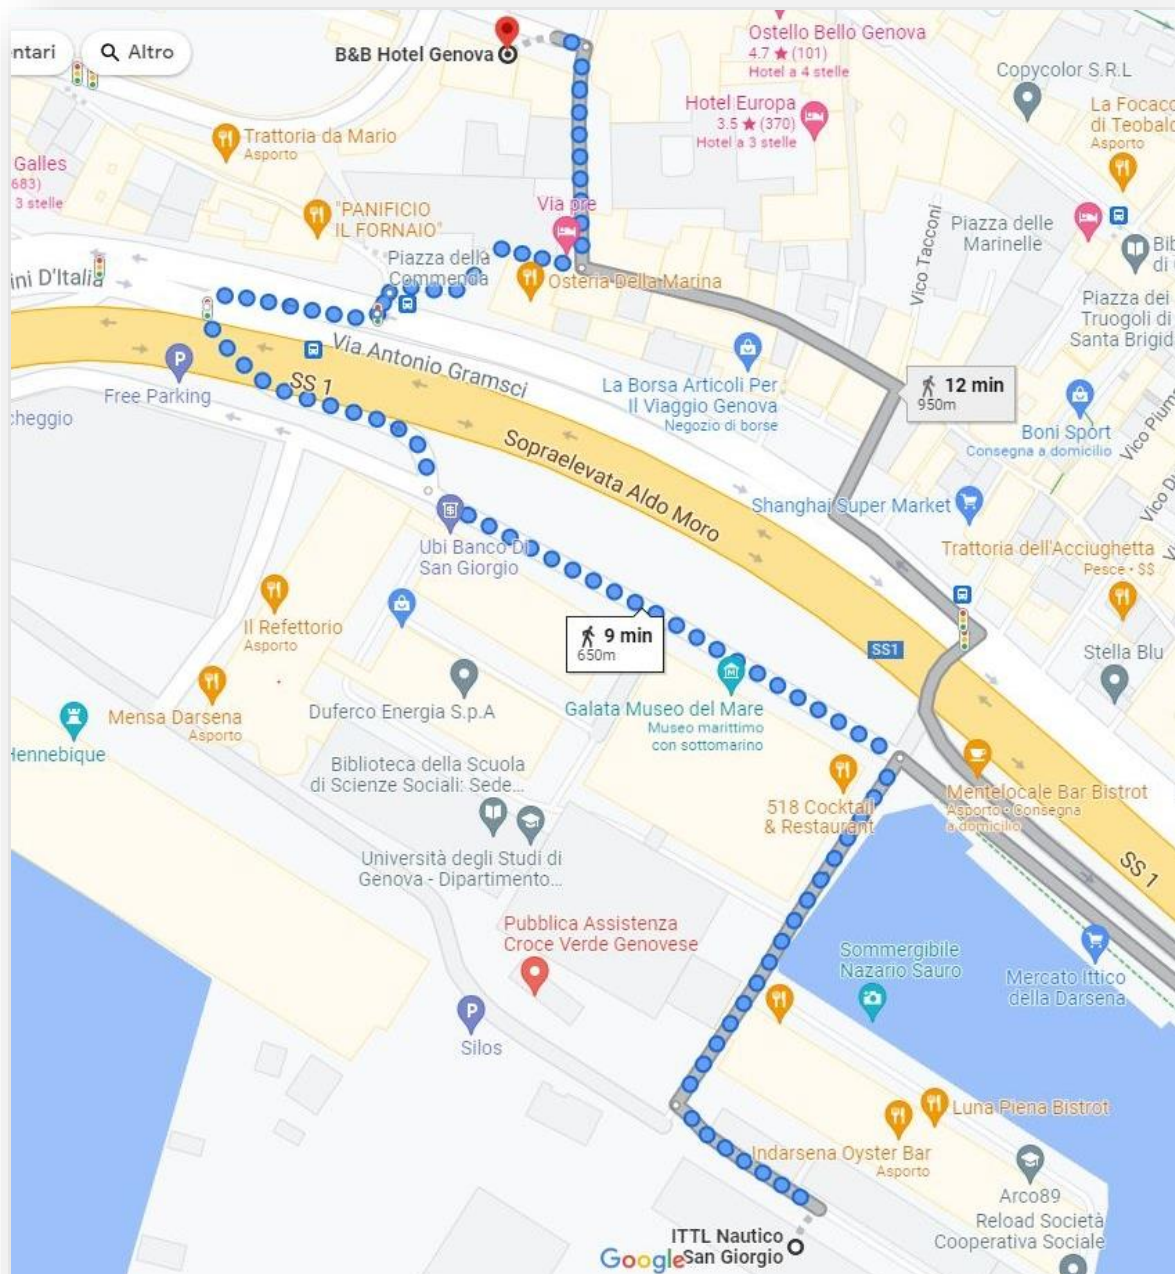 ntari
Altro
B&B Hotel Genova
Ostello Bello Genova
4.7 ★ (101)
Hotel a 4 stelle
Copycolor S.R.L
Hotel Europa
3.5 ★ (370)
Hotel a 3 stelle
La Focacc
di Teobaldo
Asporto
Trattoria da Mario
Asporto
Galles
683)
3 stelle
"PANIFICIO
IL FORNAIO"
Via pre
Piazza della
Commenda
Osteria Della Marina
Vico Tacconi
Piazza delle
Marinelle
Bib
di
ini D'Italia
Piazza dei
Truogoli di
Santa Brigid
Via Antonio Gramsci
SS 1
P
Free Parking
cheggio
La Borsa Articoli Per
Il Viaggio Genova
Negozio di borse
12 min
950m
Boni Sport
Consegna a domicilio
Vico Pium
Vico Di
Sopraelevata Aldo Moro
Shanghai Super Market
Ubi Banco Di
San Giorgio
Trattoria dell'Acciughetta
Pesce • $$
Il Refettorio
Asporto
9 min
650m
SS1
Stella Blu
Mensa Darsena
Asporto
Duferco Energia S.p.A
Galata Museo del Mare
Museo marittimo
con sottomarino
Hennebique
Biblioteca della Scuola
di Scienze Sociali: Sede...
518 Cocktail
& Restaurant
Mentelocale Bar Bistrot
Asporto • Consegna
a domicilio
SS 1
Università degli Studi di
Genova - Dipartimento...
Pubblica Assistenza
Croce Verde Genovese
Sommergibile
Nazario Sauro
Mercato Ittico
della Darsena
P
Silos
Luna Piena Bistrot
Indarsena Oyster Bar
Asporto
Arco89
Reload Società
Cooperativa Sociale
ITTL Nautico
San Giorgio
Google